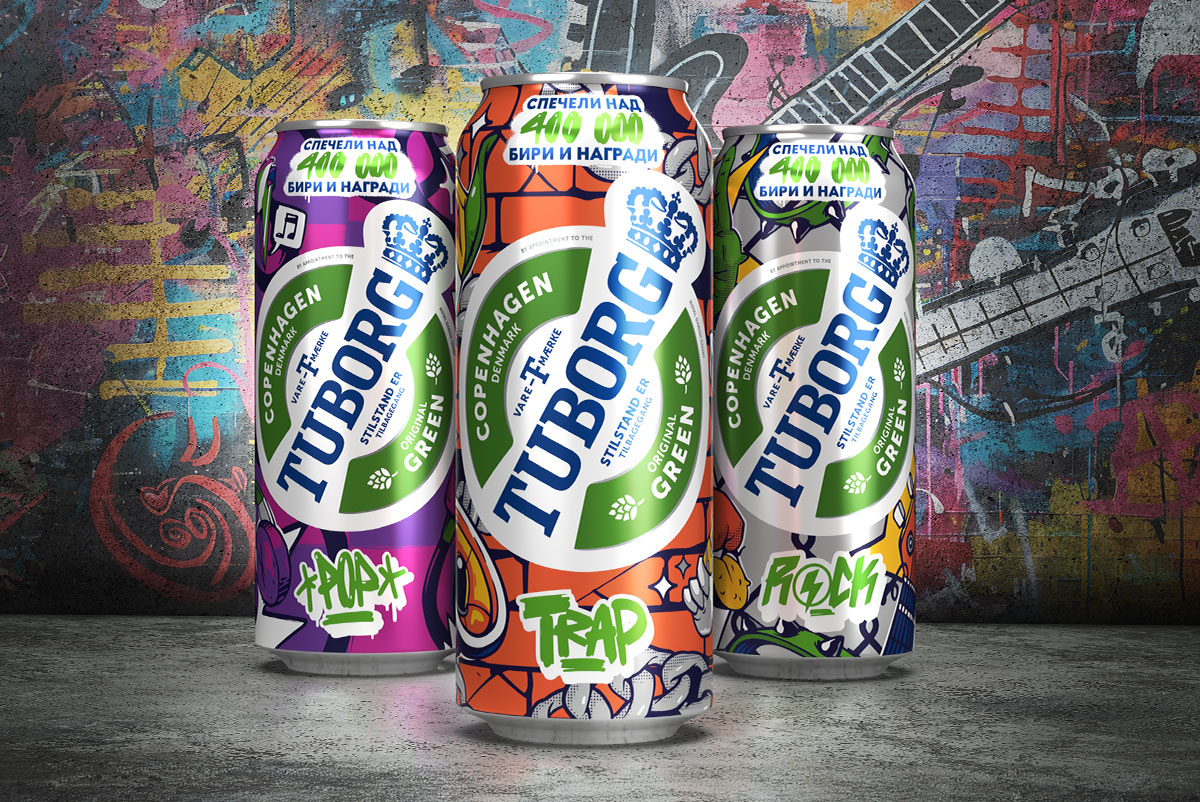 СПЕЧЕЛИ НАД
400 000
БИРИ И НАГРАДИ
BY APPOINTMENT TO THE
COPENHAGEN
DENMARK
VARE-T-MÆRKE
TUBORG
STILSTAND ER
TILBAGEGANG
ORIGINAL
GREEN
POP
СПЕЧЕЛИ НАД
400 000
БИРИ И НАГРАДИ
BY APPOINTMENT TO THE
ROYAL DANISH COURT
COPENHAGEN
DENMARK
VARE-T-MÆRKE
TUBORG
STILSTAND ER
TILBAGEGANG
ORIGINAL
GREEN
TRAP
СПЕЧЕЛИ НАД
400 000
БИРИ И НАГРАДИ
BY APPOINTMENT TO THE
COPENHAGEN
DENMARK
VARE-T-MÆRKE
TUBORG
STILSTAND ER
TILBAGEGANG
ORIGINAL
GREEN
ROCK